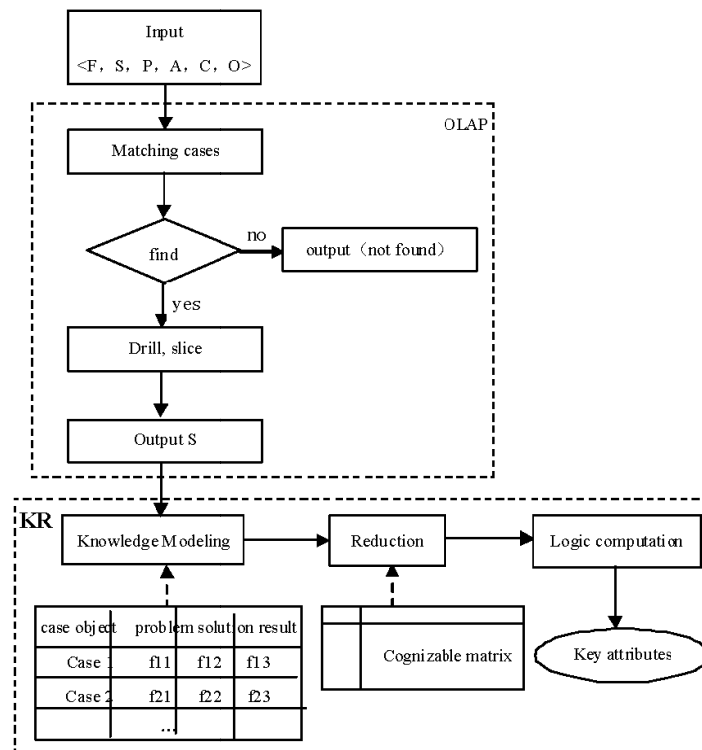 Input
<F, S, P, A, C, O>
OLAP
Matching cases
find
no
output（not found）
yes
Drill, slice
Output S
KR
Knowledge Modeling
Reduction
Logic computation
case object problem solution result
Case 1 f11 f12 f13
Case 2 f21 f22 f23
...
Cognizable matrix
Key attributes